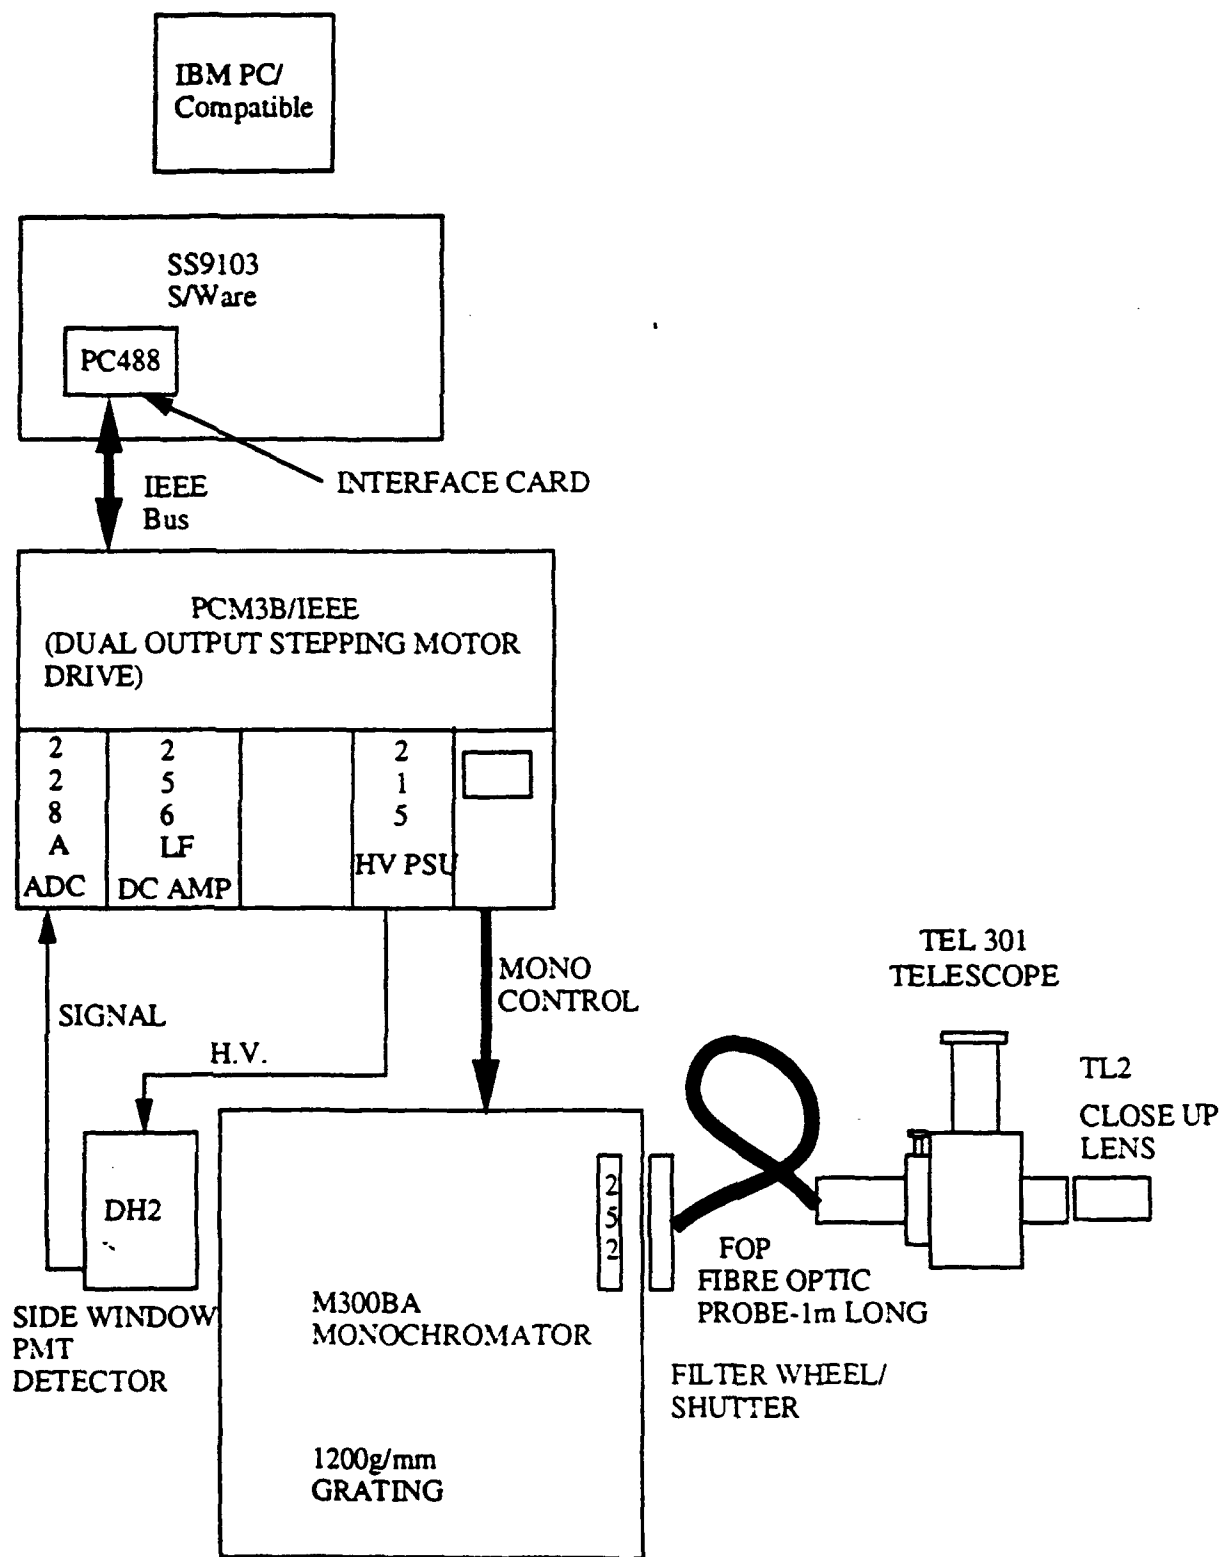 IBM PC/
Compatible
SS9103
S/Ware
PC488
IEEE
Bus
INTERFACE CARD
PCM3B/IEEE
(DUAL OUTPUT STEPPING MOTOR
DRIVE)
2
2
8
A
ADC
2
5
6
LF
DC AMP
2
1
5
HV PSU
SIGNAL
H.V.
MONO
CONTROL
TEL 301
TELESCOPE
TL2
CLOSE UP
LENS
DH2
2
5
2
FOP
FIBRE OPTIC
PROBE-1m LONG
SIDE WINDOW
PMT
DETECTOR
M300BA
MONOCHROMATOR
FILTER WHEEL/
SHUTTER
1200g/mm
GRATING